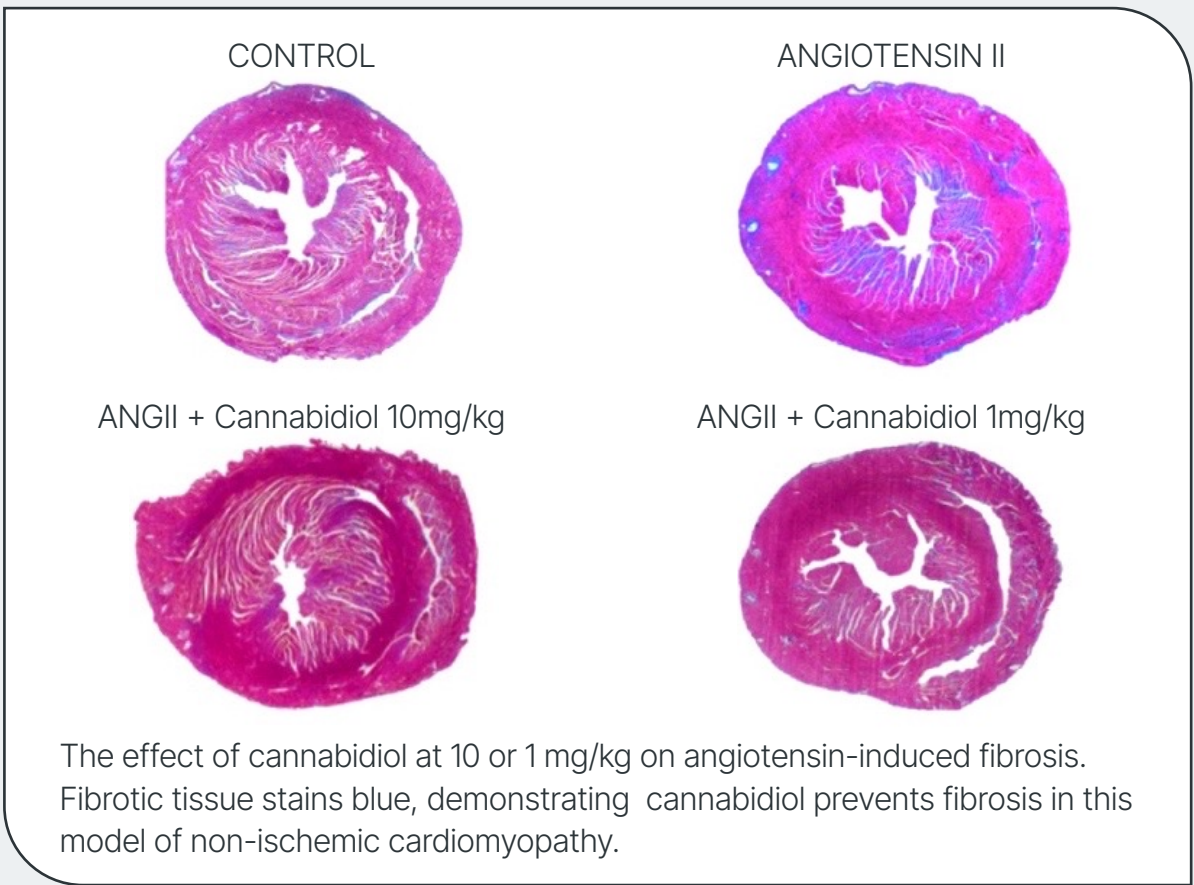 CONTROL
ANGIOTENSIN II
ANGII + Cannabidiol 10mg/kg
ANGII + Cannabidiol 1mg/kg
The effect of cannabidiol at 10 or 1 mg/kg on angiotensin-induced fibrosis.
Fibrotic tissue stains blue, demonstrating  cannabidiol prevents fibrosis in this
model of non-ischemic cardiomyopathy.